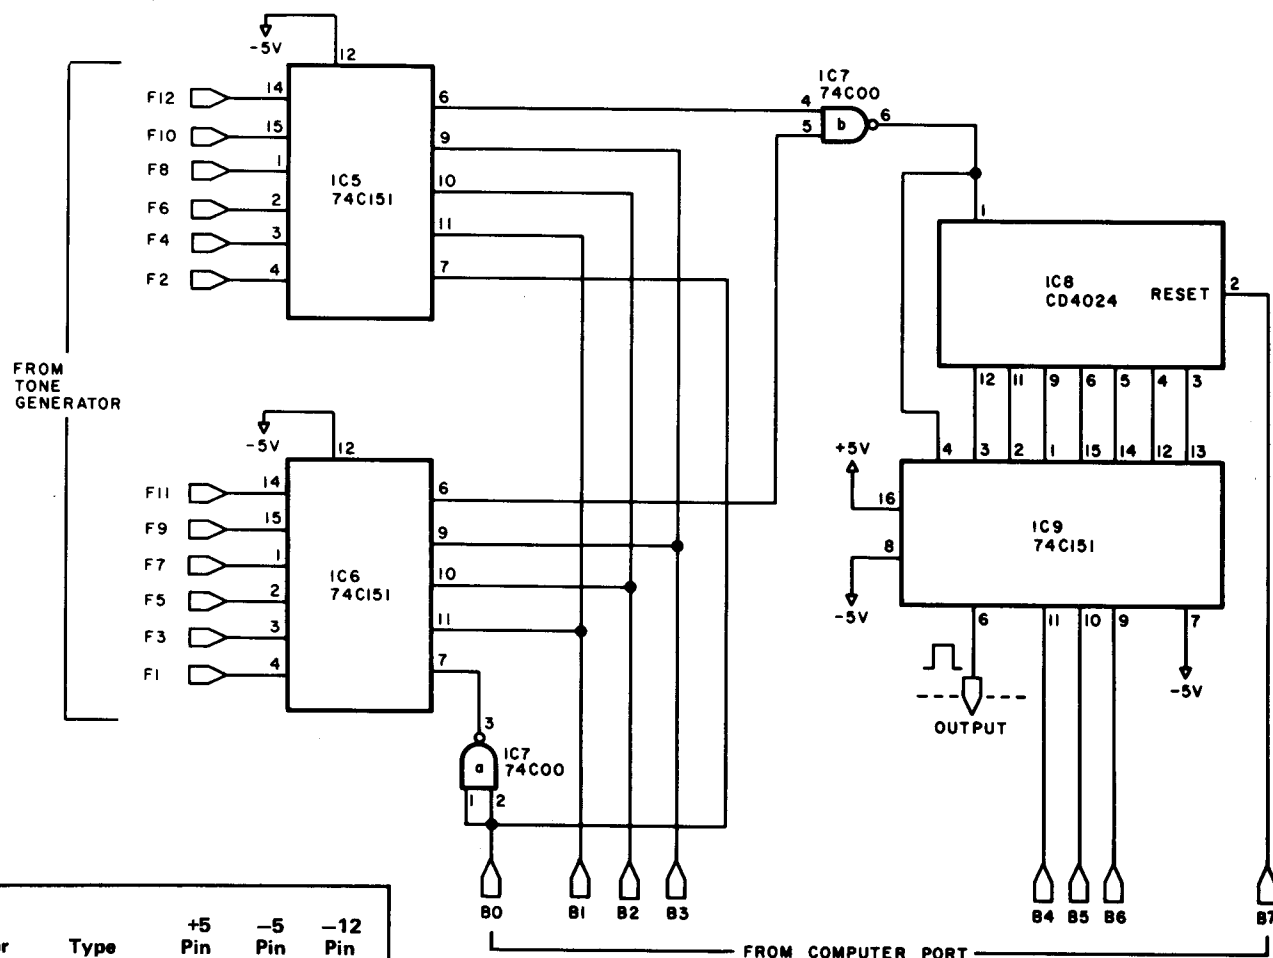 -5V
12
F12
14
F10
15
F8
1
F6
2
F4
3
F2
4
IC5
74C151
6
9
10
11
7
IC7
74C00
4
5
b
6
1
IC8
CD4024
RESET
2
12
11
9
6
5
4
3
FROM
TONE
GENERATOR
-5V
12
F11
14
F9
15
F7
1
F5
2
F3
3
F1
4
IC6
74C151
6
9
10
11
7
3
IC7
74C00
a
1
2
+5V
16
8
-5V
4
3
2
1
15
14
12
13
IC9
74C151
6
11
10
9
7
-5V
OUTPUT
B0
B1
B2
B3
B4
B5
B6
B7
FROM COMPUTER PORT
+5 –5 –12
Type Pin Pin Pin